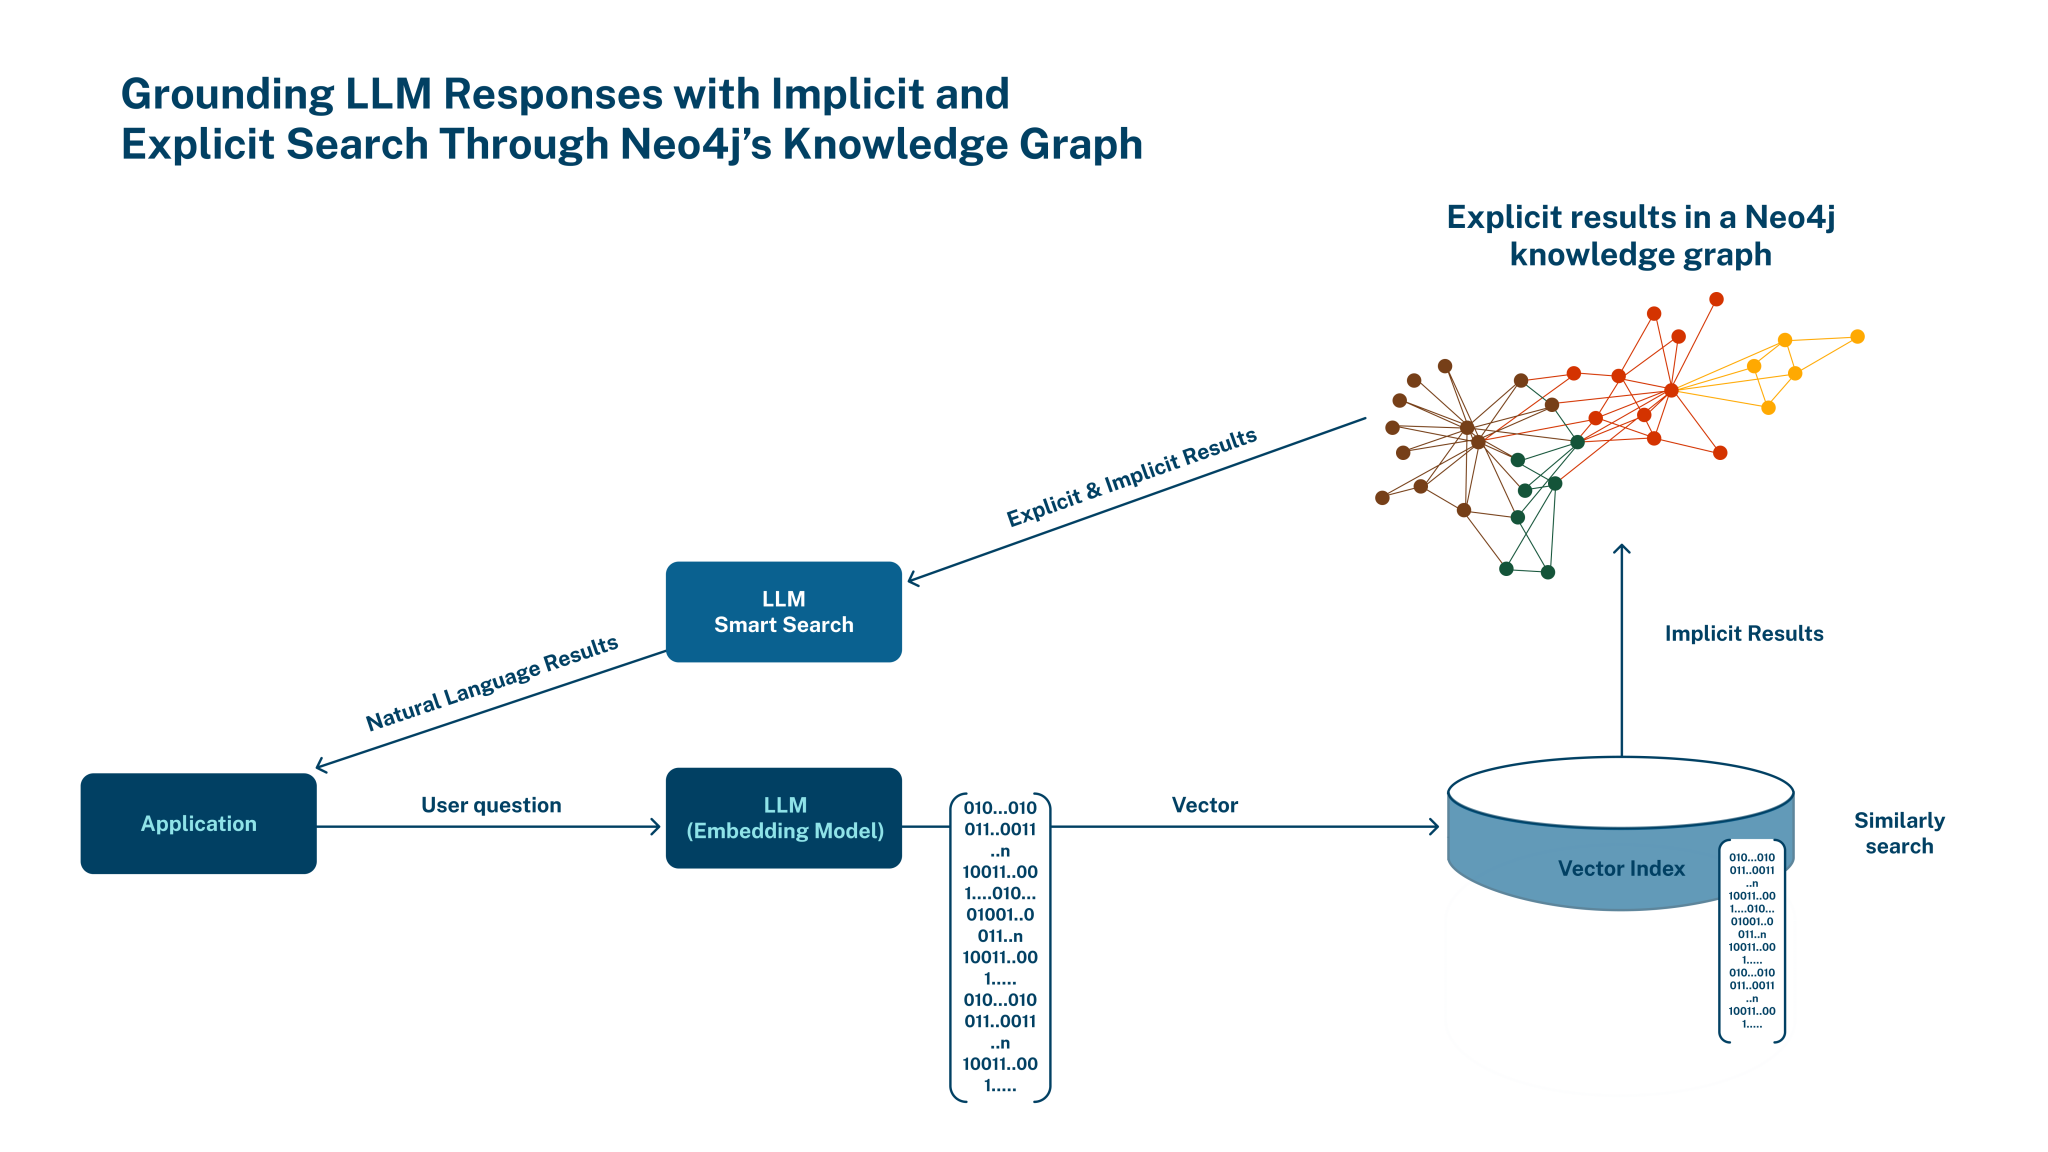 Grounding LLM Responses with Implicit and
Explicit Search Through Neo4j’s Knowledge Graph
Explicit results in a Neo4j
knowledge graph
Explicit & Implicit Results
LLM
Smart Search
Implicit Results
Natural Language Results
Application
User question
LLM
(Embedding Model)
010...010
011..0011
..n
10011..00
1....010...
01001..0
011..n
10011..00
1.....
010...010
011..0011
..n
10011..00
1.....
Vector
Vector Index
010...010
011..0011
..n
10011..00
1....010...
01001..0
011..n
10011..00
1.....
010...010
011..0011
..n
10011..00
1.....
Similarly
search